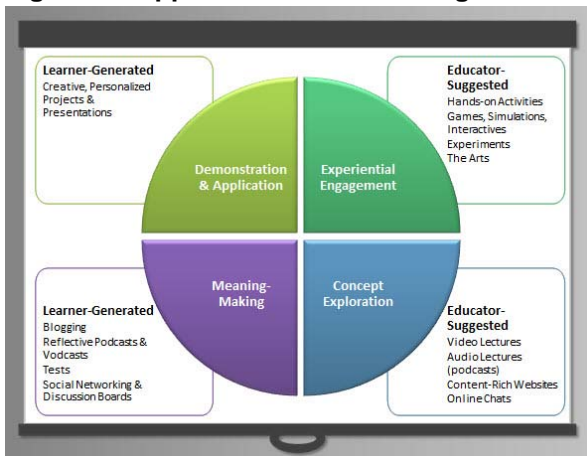 Learner-Generated
Creative, Personalized
Projects &
Presentations
Educator-
Suggested
Hands-on Activities
Games, Simulations,
Interactives
Experiments
The Arts
Demonstration
& Application
Experiential
Engagement
Meaning-
Making
Concept
Exploration
Learner-Generated
Blogging
Reflective Podcasts &
Vodcasts
Tests
Social Networking &
Discussion Boards
Educator-
Suggested
Video Lectures
Audio Lectures
(podcasts)
Content-Rich Websites
Online Chats